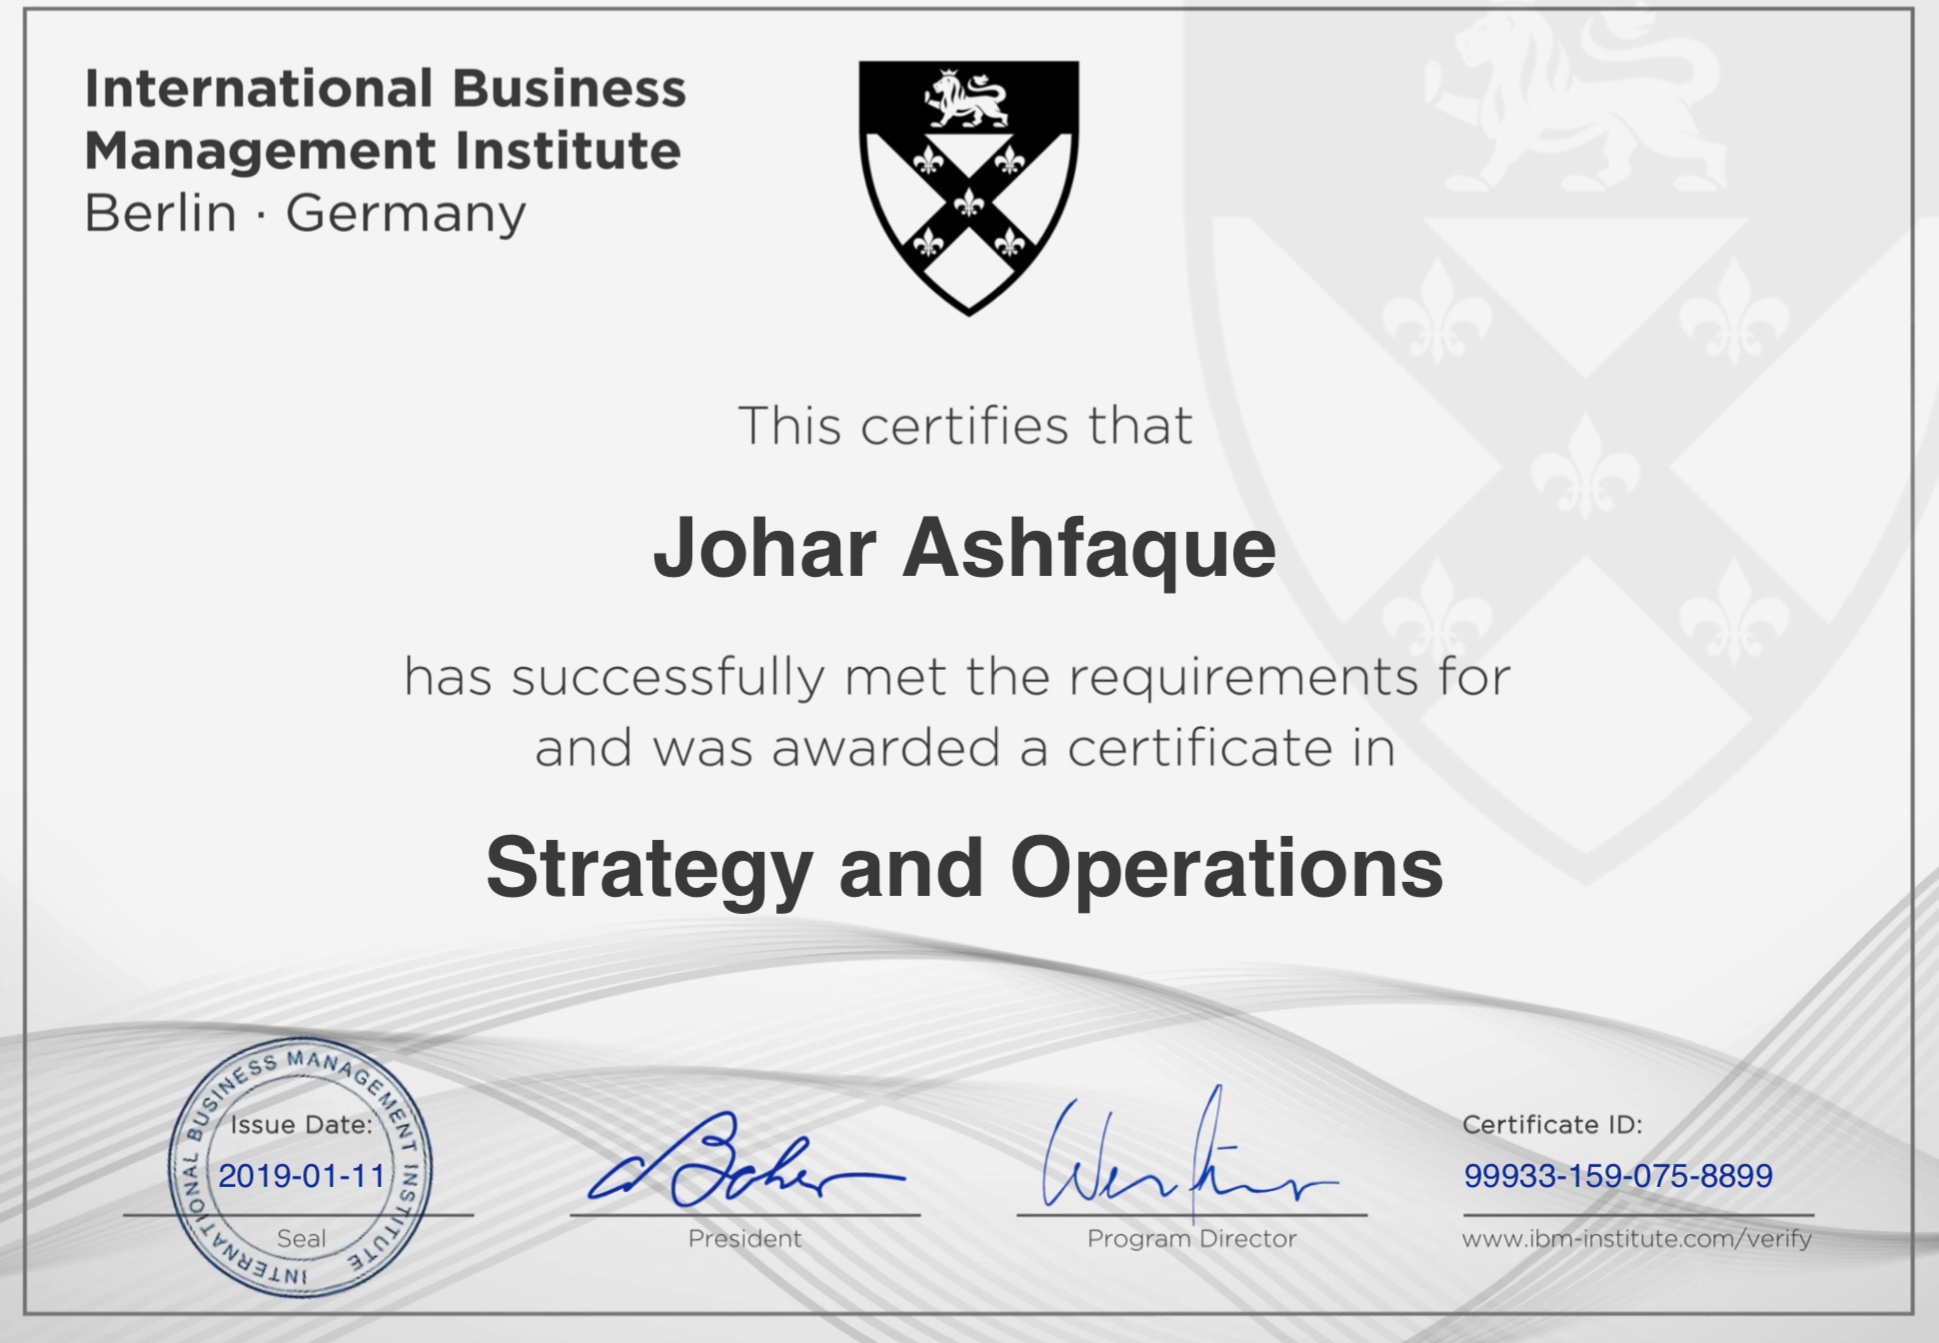 International Business
Management Institute
Berlin · Germany
This certifies that
Johar Ashfaque
has successfully met the requirements for
and was awarded a certificate in
Strategy and Operations
INTERNATIONAL BUSINESS MANAGEMENT INSTITUTE
Issue Date:
2019-01-11
Seal
President
Program Director
Certificate ID:
99933-159-075-8899
www.ibm-institute.com/verify